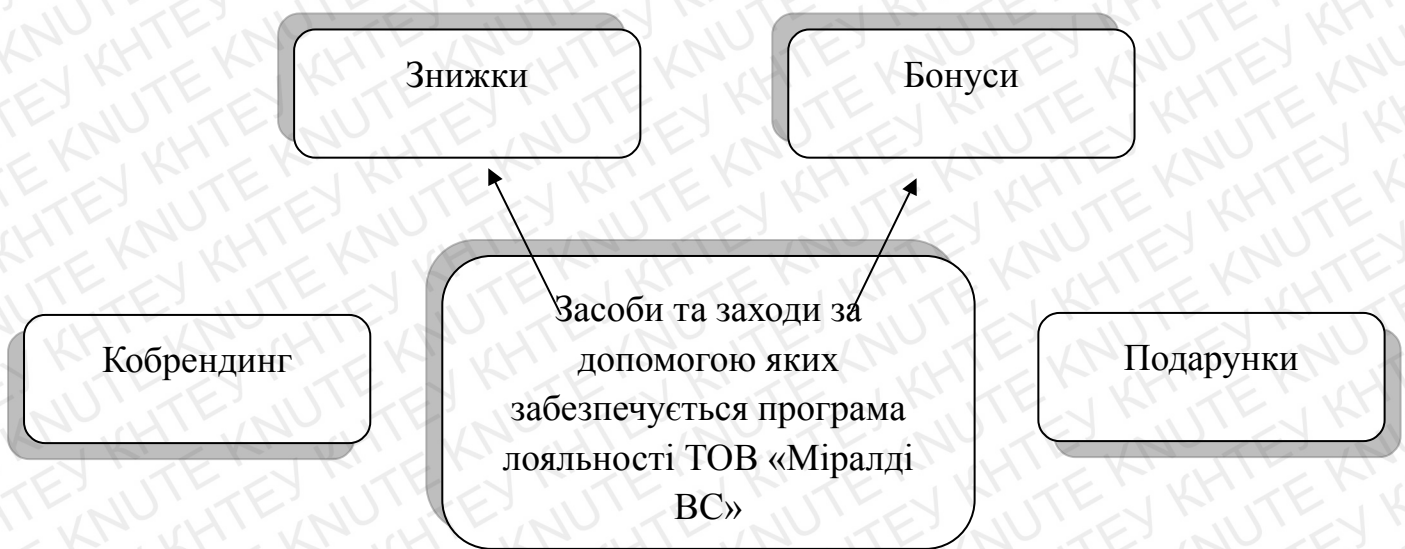 Знижки
Бонуси
Кобрендинг
Засоби та заходи за
допомогою яких
забезпечується програма
лояльності ТОВ «Міралді
ВС»
Подарунки